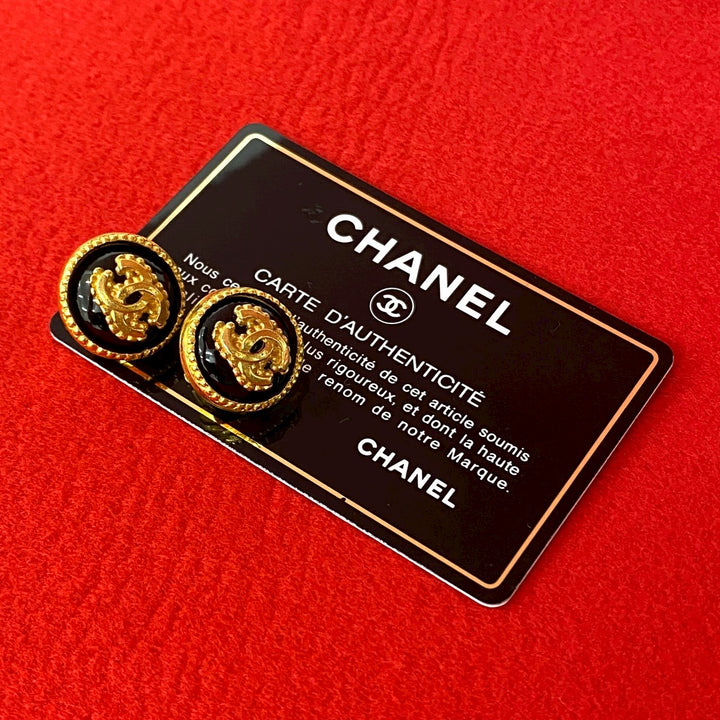 CHANEL
CARTE D'AUTHENTICITÉ
Nous l'authenticité de cet article soumis
rigoureux, et dont la haute
renom de notre Marque.
CHANEL